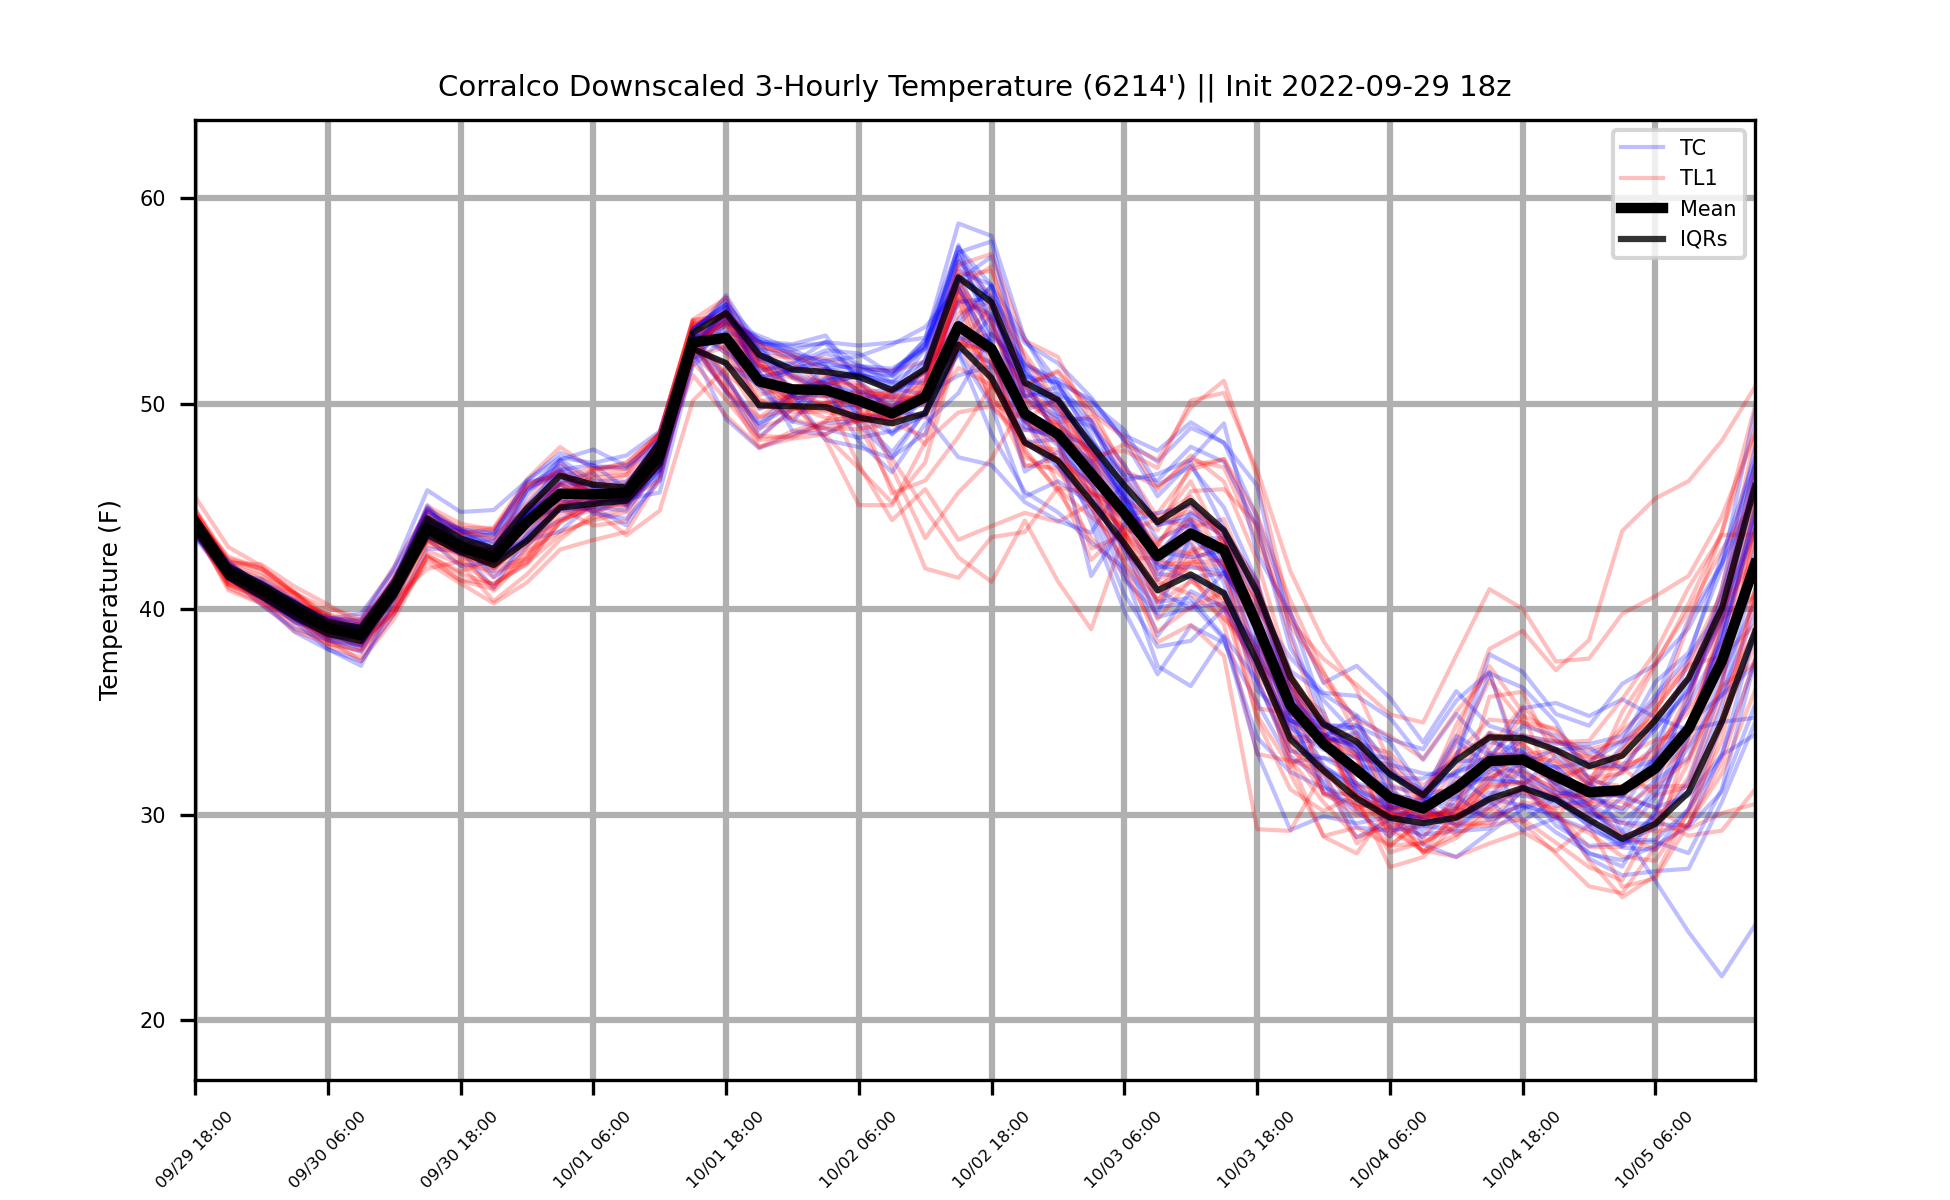 Corralco Downscaled 3-Hourly Temperature (6214') || Init 2022-09-29 18z
TC
TL1
Mean
IQRs
Temperature (F)
60
50
40
30
20
09/29 18:00
09/30 06:00
09/30 18:00
10/01 06:00
10/01 18:00
10/02 06:00
10/02 18:00
10/03 06:00
10/03 18:00
10/04 06:00
10/04 18:00
10/05 06:00